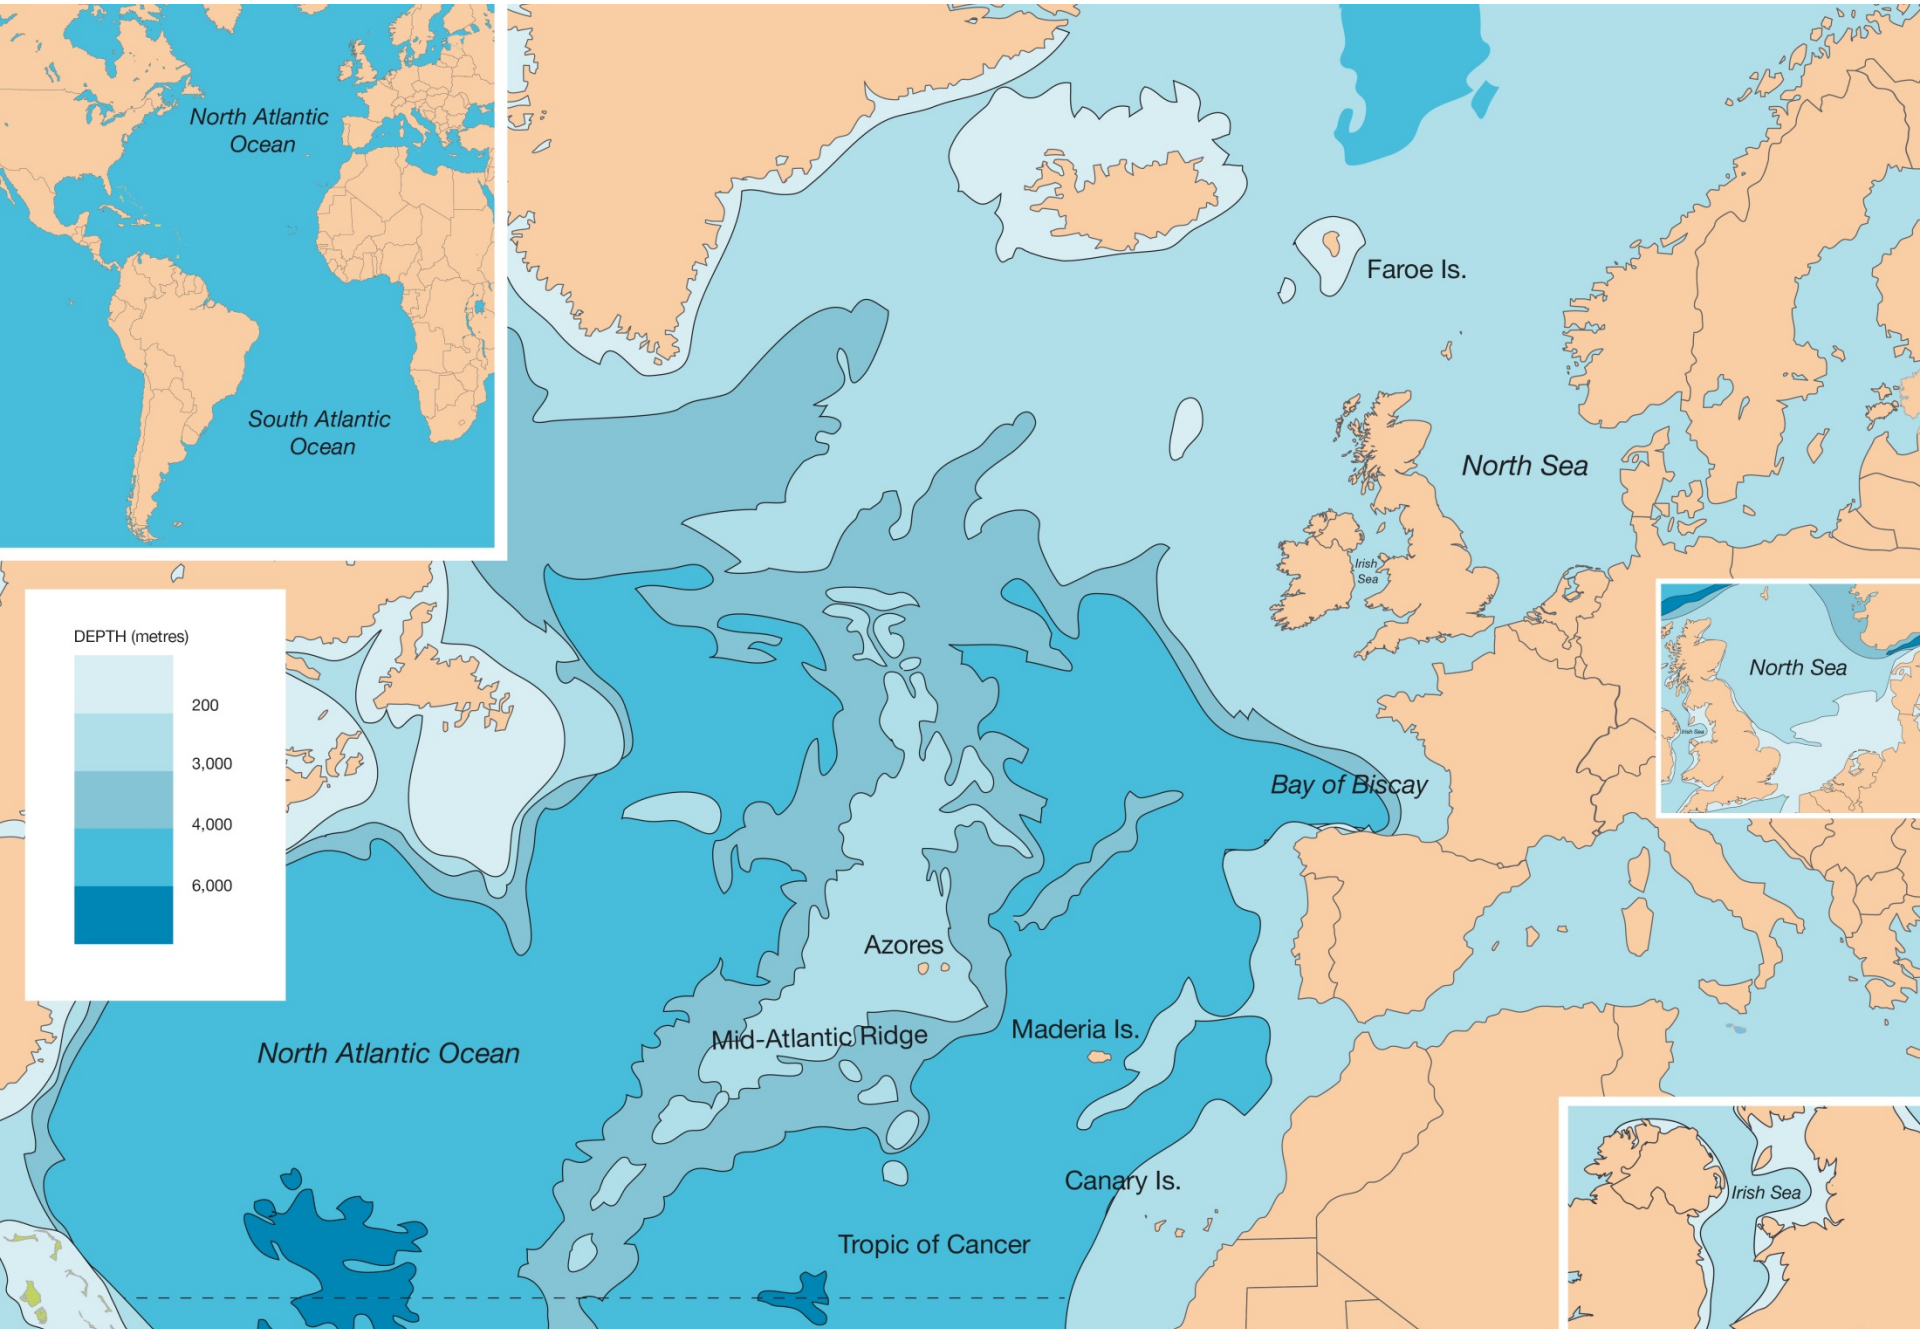 North Atlantic
Ocean
South Atlantic
Ocean
DEPTH (metres)
200
3,000
4,000
6,000
Faroe Is.
North Sea
Irish
Sea
Bay of Biscay
North Sea
Irish Sea
Azores
Mid-Atlantic Ridge
Maderia Is.
North Atlantic Ocean
Canary Is.
Tropic of Cancer
Irish Sea